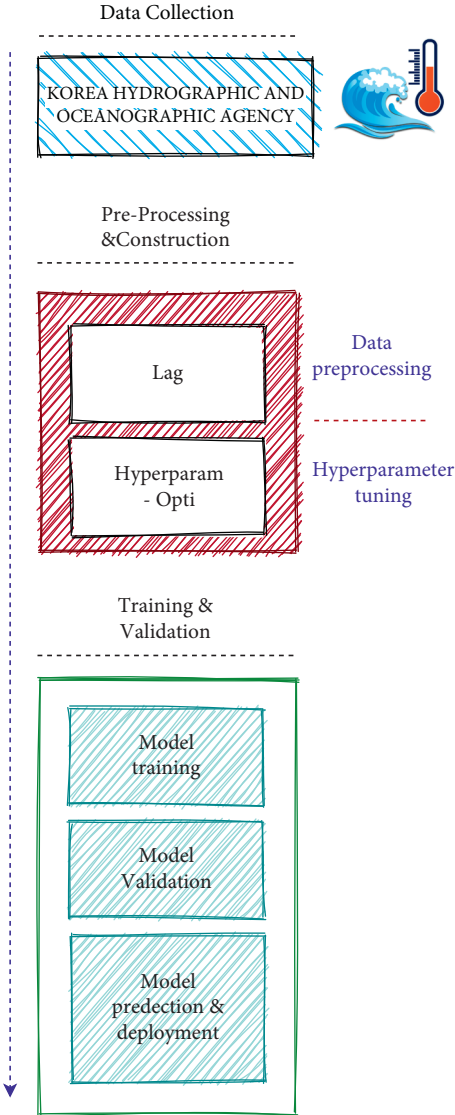 Data Collection
KOREA HYDROGRAPHIC AND
OCEANOGRAPHIC AGENCY
Pre-Processing
&Construction
Lag
Data
preprocessing
Hyperparam
- Opti
Hyperparameter
tuning
Training &
Validation
Model
training
Model
Validation
Model
predection &
deployment